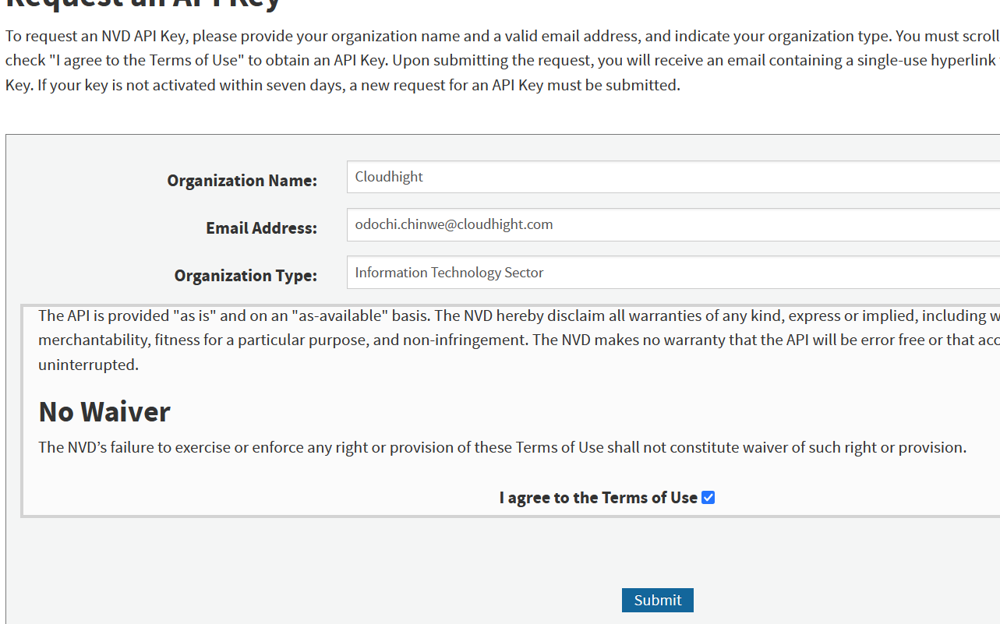 Request an API Key
To request an NVD API Key, please provide your organization name and a valid email address, and indicate your organization type. You must scroll
check "I agree to the Terms of Use" to obtain an API Key. Upon submitting the request, you will receive an email containing a single-use hyperlink
Key. If your key is not activated within seven days, a new request for an API Key must be submitted.
Organization Name: Cloudhight
Email Address: odochi.chinwe@cloudhight.com
Organization Type: Information Technology Sector
The API is provided "as is" and on an "as-available" basis. The NVD hereby disclaim all warranties of any kind, express or implied, including
merchantability, fitness for a particular purpose, and non-infringement. The NVD makes no warranty that the API will be error free or that
uninterrupted.
No Waiver
The NVD’s failure to exercise or enforce any right or provision of these Terms of Use shall not constitute waiver of such right or provision.
I agree to the Terms of Use
Submit